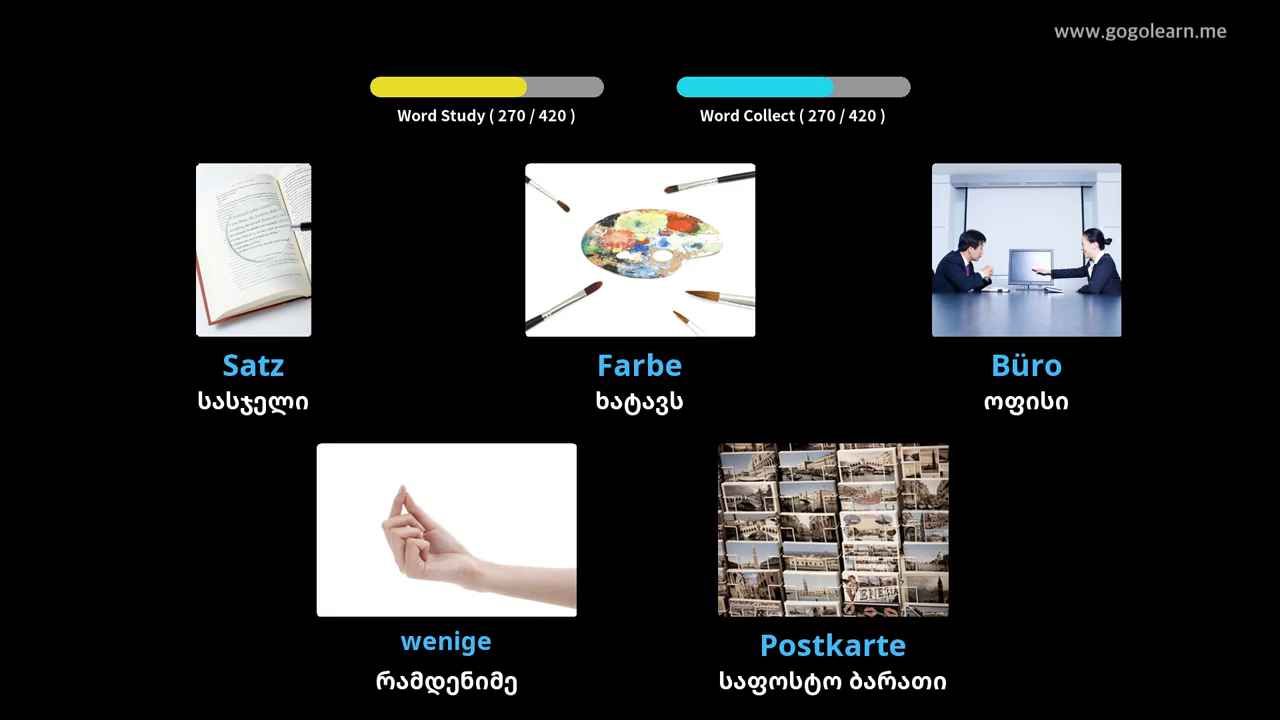 www.gogolearn.me
Word Study ( 270 / 420 )
Word Collect ( 270 / 420 )
Satz
სასჯელი
Farbe
ხატავს
Büro
ოფისი
wenige
რამდენიმე
Postkarte
საფოსტო ბარათი